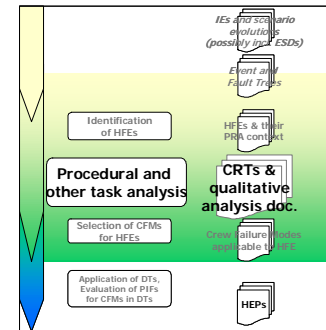 IEs and scenario
evolutions
(possibly incl ESDs)
Event and
Fault Trees
Identification
of HFEs
HFEs & their
PRA context
Procedural and
other task analysis
CRTs &
qualitative
analysis doc.
Selection of CFMs
for HFEs
Crew Failure Modes
applicable to HFE
Application of DTs,
Evaluation of PIFs
for CFMs in DTs
HEPs